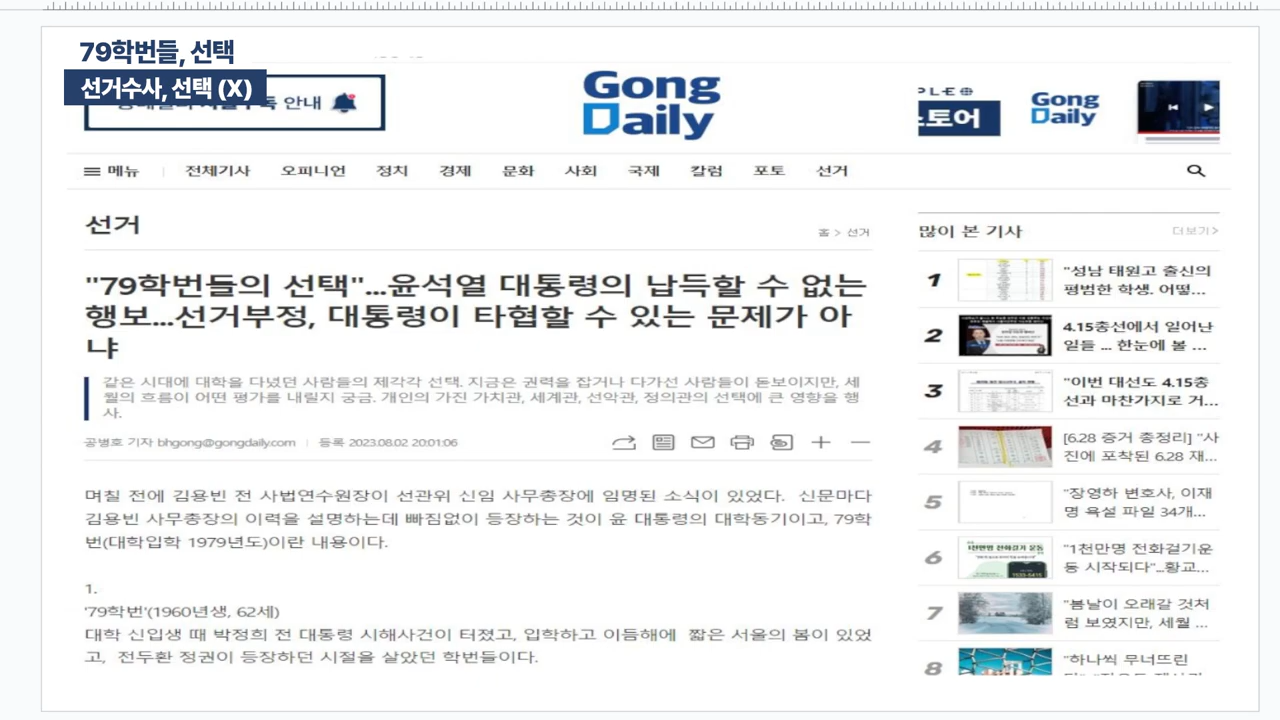 79학번들, 선택
선거수사, 선택 (X)
안내
Gong
Daily
PLE
스토어
Gong
Daily
메뉴
전체기사
오피니언
정치
경제
문화
사회
국제
칼럼
포토
선거
선거
홈 > 선거
"79학번들의 선택"...윤석열 대통령의 납득할 수 없는
행보...선거부정, 대통령이 타협할 수 있는 문제가 아
냐
같은 시대에 대학을 다녔던 사람들의 제각각 선택. 지금은 권력을 잡거나 다가선 사람들이 돋보이지만, 세
월의 흐름이 어떤 평가를 내릴지 궁금. 개인의 가진 가치관, 세계관, 선악관, 정의관의 선택에 큰 영향을 행
사.
공병호 기자 bhgong@gongdaily.com
등록 2023.08.02 20:01:06
며칠 전에 김용빈 전 사법연수원장이 선관위 신임 사무총장에 임명된 소식이 있었다. 신문마다
김용빈 사무총장의 이력을 설명하는데 빠짐없이 등장하는 것이 윤 대통령의 대학동기이고, 79학
번(대학입학 1979년도)이란 내용이다.
1.
'79학번'(1960년생, 62세)
대학 신입생 때 박정희 전 대통령 시해사건이 터졌고, 입학하고 이듬해에 짧은 서울의 봄이 있었
고, 전두환 정권이 등장하던 시절을 살았던 학번들이다.
많이 본 기사
더보기>
1
"성남 태원고 출신의
평범한 학생. 어떻...
2
4.15총선에서 일어난
일들 ... 한눈에 볼 ...
3
"이번 대선도 4.15총
선과 마찬가지로 거...
4
[6.28 증거 총정리] "사
진에 포착된 6.28 재...
5
"장영하 변호사, 이재
명 욕설 파일 34개...
6
1천만명 전화걸기 운동
1533-5415
"1천만명 전화걸기운
동 시작되다"...황교...
7
"봄날이 오래갈 것처
럼 보였지만, 세월 ...
8
"하나씩 무너뜨린